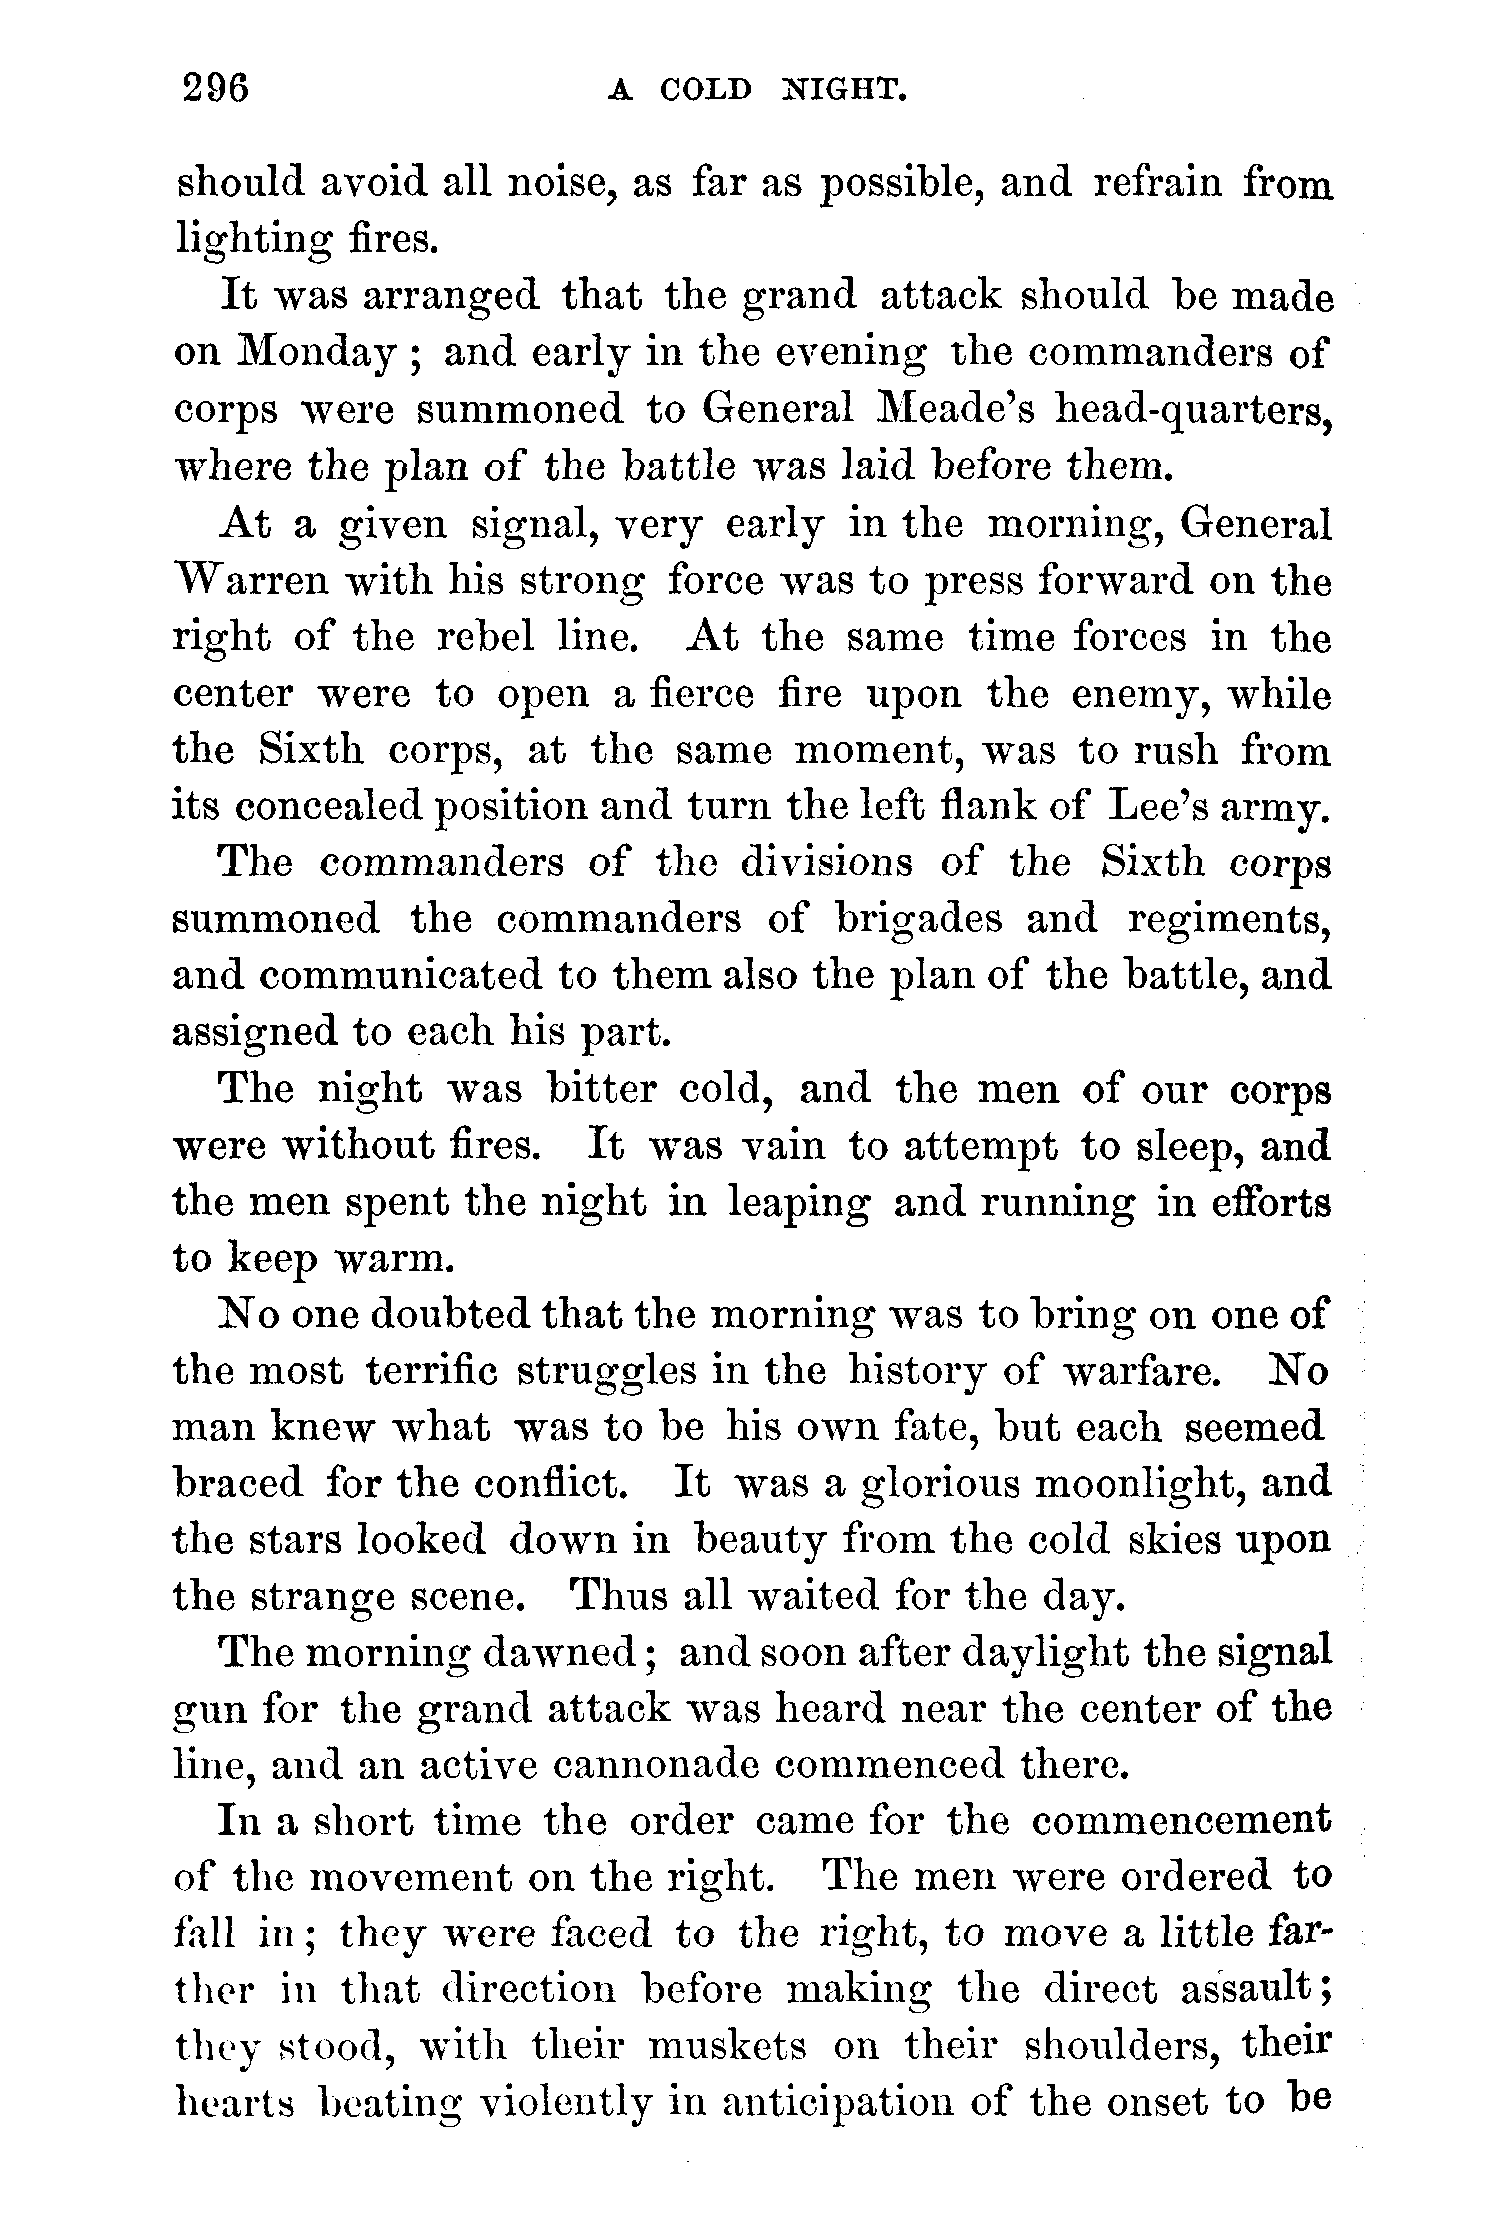 296 A COLD NIGHT.
should avoid all noise, as far as possible, and refrain from
lighting fires.
It was arranged that the grand attack should be made
on Monday ; and early in the evening the commanders of
corps were summoned to General Meade's head-quarters,
where the plan of the battle was laid before them.
At a given signal, very early in the morning, General
Warren with his strong force was to press forward on the
right of the rebel line. At the same time forces in the
center were to open a fierce fire upon the enemy, while
the Sixth corps, at the same moment, was to rush from
its concealed position and turn the left flank of Lee's army.
The commanders of the divisions of the Sixth corps
summoned the commanders of brigades and regiments,
and communicated to them also the plan of the battle, and
assigned to each his part.
The night was bitter cold, and the men of our corps
were without fires. It was vain to attempt to sleep, and
the men spent the night in leaping and running in efforts
to keep warm.
No one doubted that the morning was to bring on one of
the most terrific struggles in the history of warfare. No
man knew what was to be his own fate, but each seemed
braced for the conflict. It was a glorious moonlight, and
the stars looked down in beauty from the cold skies upon
the strange scene. Thus all waited for the day.
The morning dawned ; and soon after daylight the signal
gun for the grand attack was heard near the center of the
line, and an active cannonade commenced there.
In a short time the order came for the commencement
of the movement on the right. The men were ordered to
fall in ; they were faced to the right, to move a little far-
ther in that direction before making the direct assault ;
they stood, with their muskets on their shoulders, their
hearts beating violently in anticipation of the onset to be